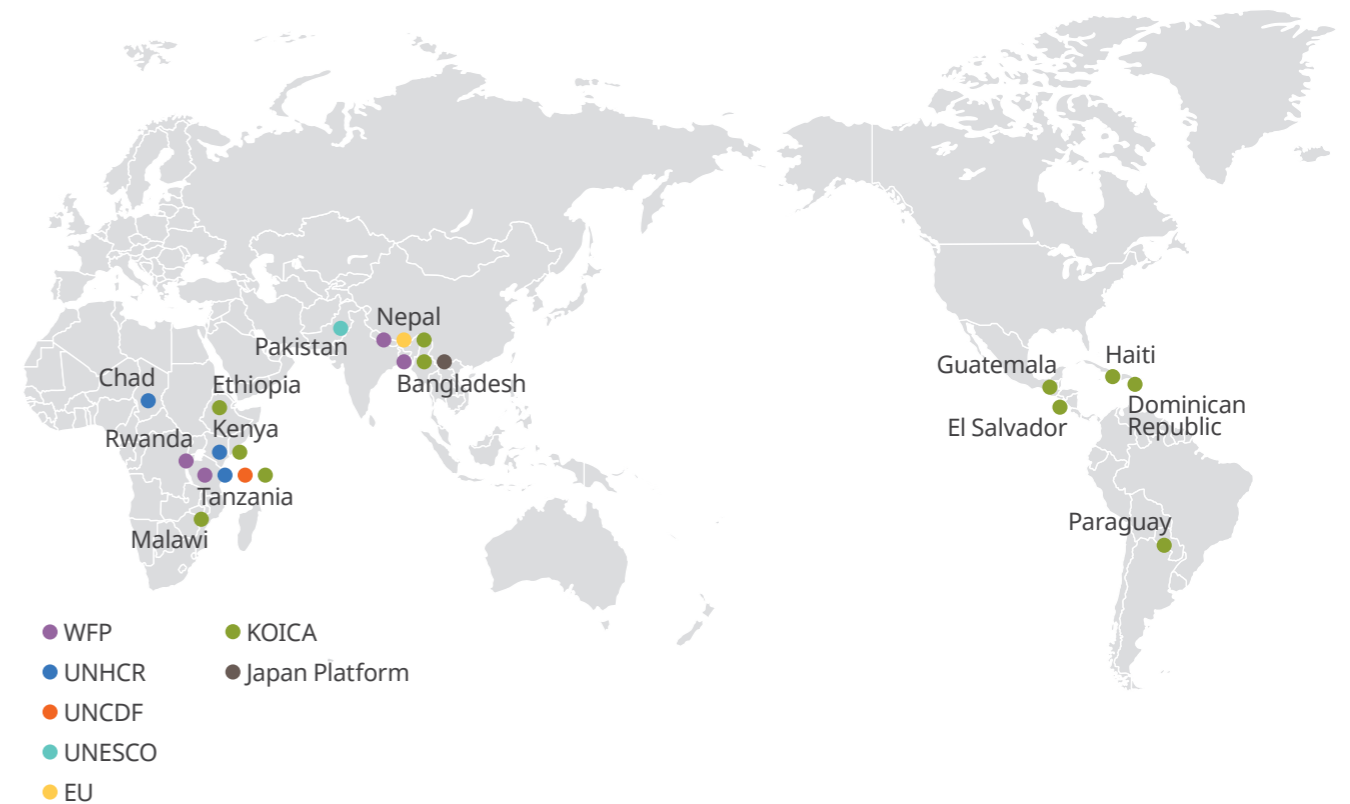 Nepal
Pakistan
Bangladesh
Chad
Ethiopia
Kenya
Rwanda
Tanzania
Malawi
Guatemala
Haiti
El Salvador
Dominican
Republic
Paraguay
WFP
UNHCR
UNCDF
UNESCO
EU
KOICA
Japan Platform